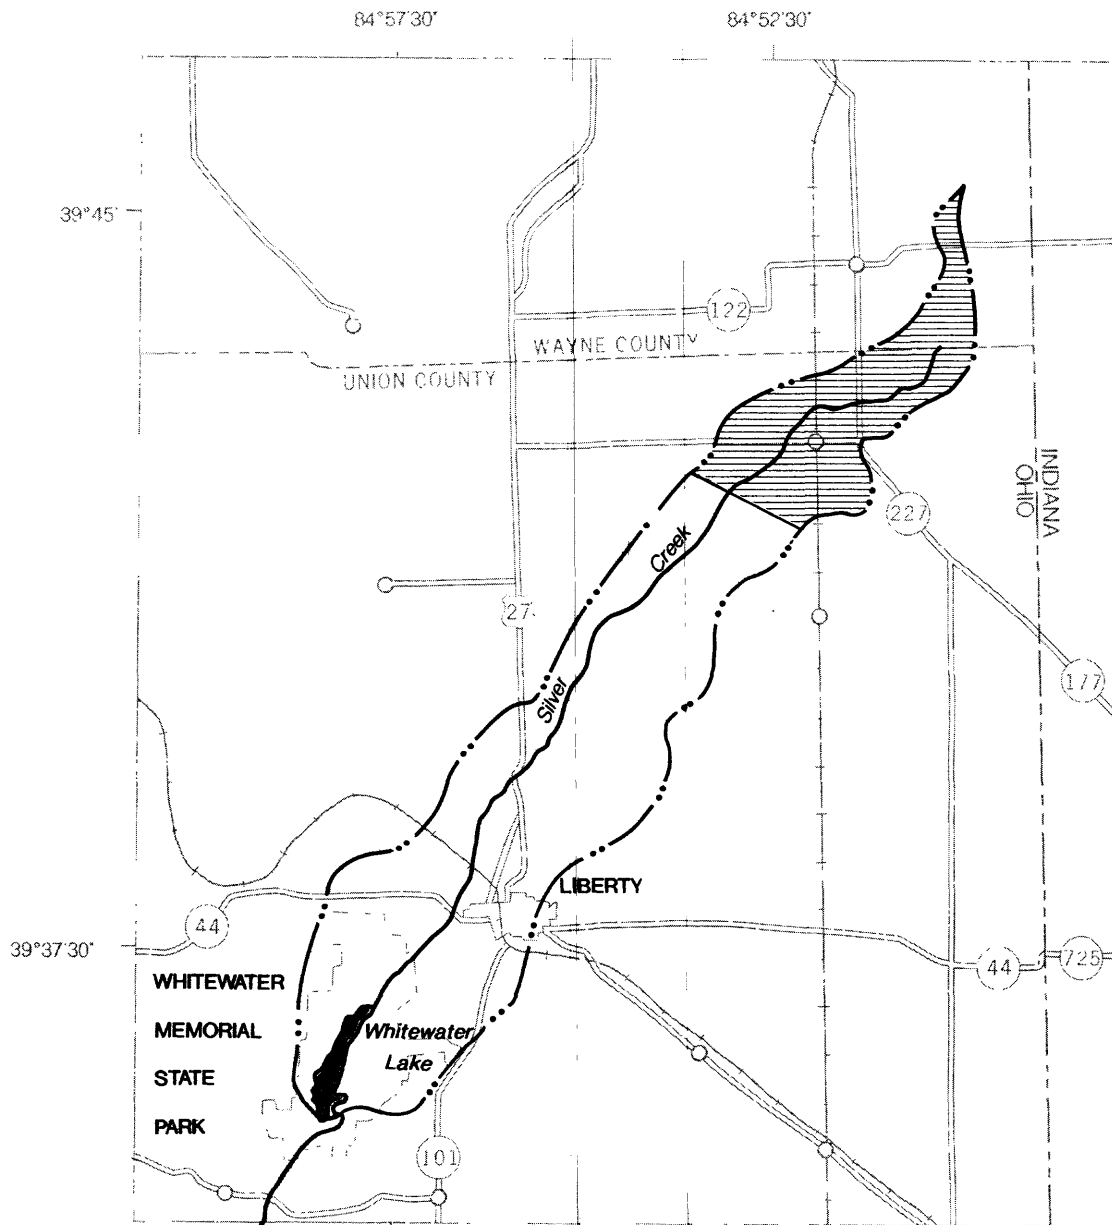 84°57'30"
84°52'30"
39°45'
122
WAYNE COUNTY
UNION COUNTY
INDIANA
OHIO
227
Creek
27
177
Silver
LIBERTY
44
39°37'30"
44
725
WHITEWATER
MEMORIAL
STATE
PARK
Whitewater
Lake
101